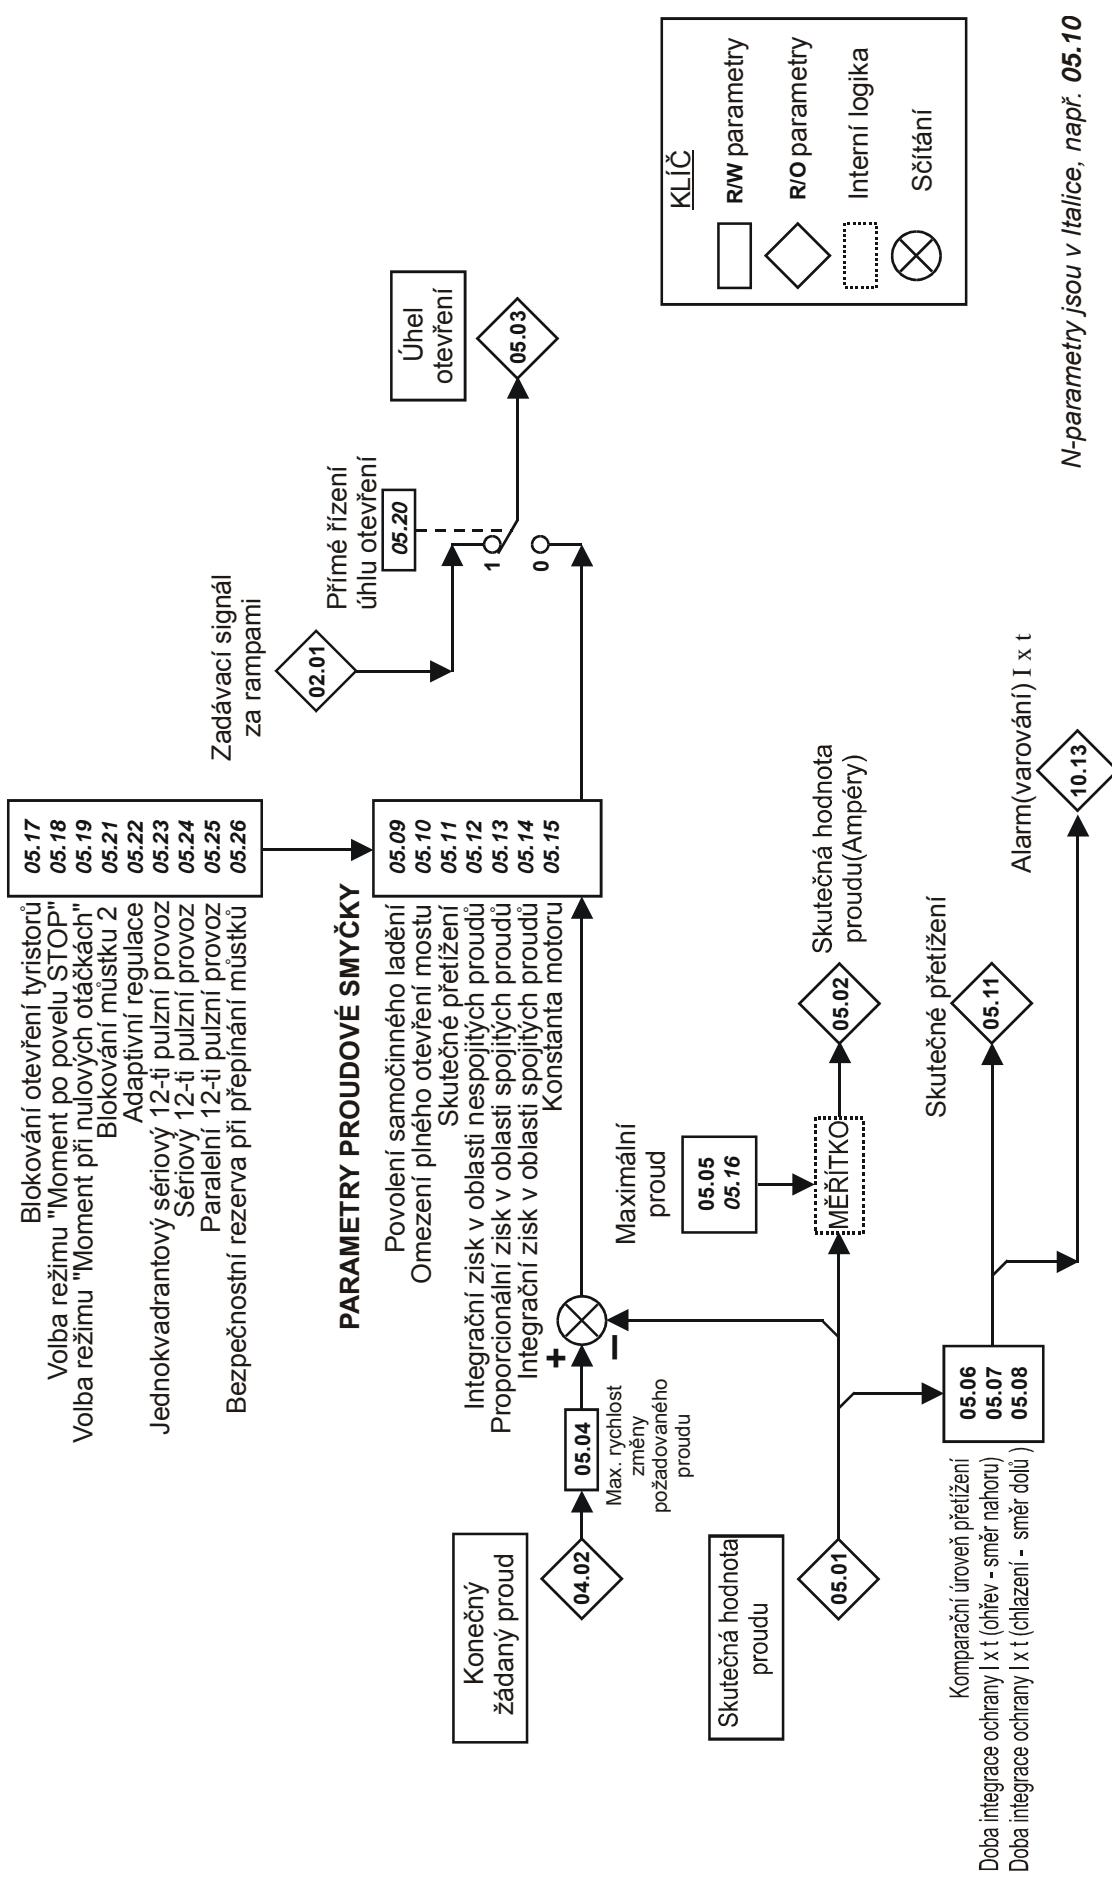 Blokování otevření tyristorů 05.17
Volba režimu "Moment po povelu STOP" 05.18
Volba režimu "Moment při nulových otáčkách" 05.19
Blokování můstku 2 05.21
Adaptivní regulace 05.22
Jednokvadrantový sériový 12-ti pulzní provoz 05.23
Sériový 12-ti pulzní provoz 05.24
Paralelní 12-ti pulzní provoz 05.25
Bezpečnostní rezerva při přepínání můstků 05.26
Zadávací signál
za rampami
02.01
Přímé řízení
úhlu otevření
05.20
1
0
Úhel
otevření
05.03
PARAMETRY PROUDOVÉ SMYČKY
Povolení samočinného ladění 05.09
Omezení plného otevření mostu 05.10
Skutečné přetížení 05.11
Integrační zisk v oblasti nespojitých proudů 05.12
Proporcionální zisk v oblasti spojitých proudů 05.13
Integrační zisk v oblasti spojitých proudů 05.14
Konstanta motoru 05.15
Konečný
žádaný proud
04.02
05.04
Max. rychlost
změny
požadovaného
proudu
+
–
Maximální
proud
05.05
05.16
MĚŘÍTKO
Skutečná hodnota
proudu(Ampéry)
05.02
Skutečná hodnota
proudu
05.01
Skutečné přetížení
05.11
Alarm(varování) I x t
10.13
Komparační úroveň přetížení 05.06
Doba integrace ochrany I x t (ohřev - směr nahoru) 05.07
Doba integrace ochrany I x t (chlazení - směr dolů ) 05.08
KLÍČ
R/W parametry
R/O parametry
Interní logika
Sčítání
N-parametry jsou v Italice, např. 05.10